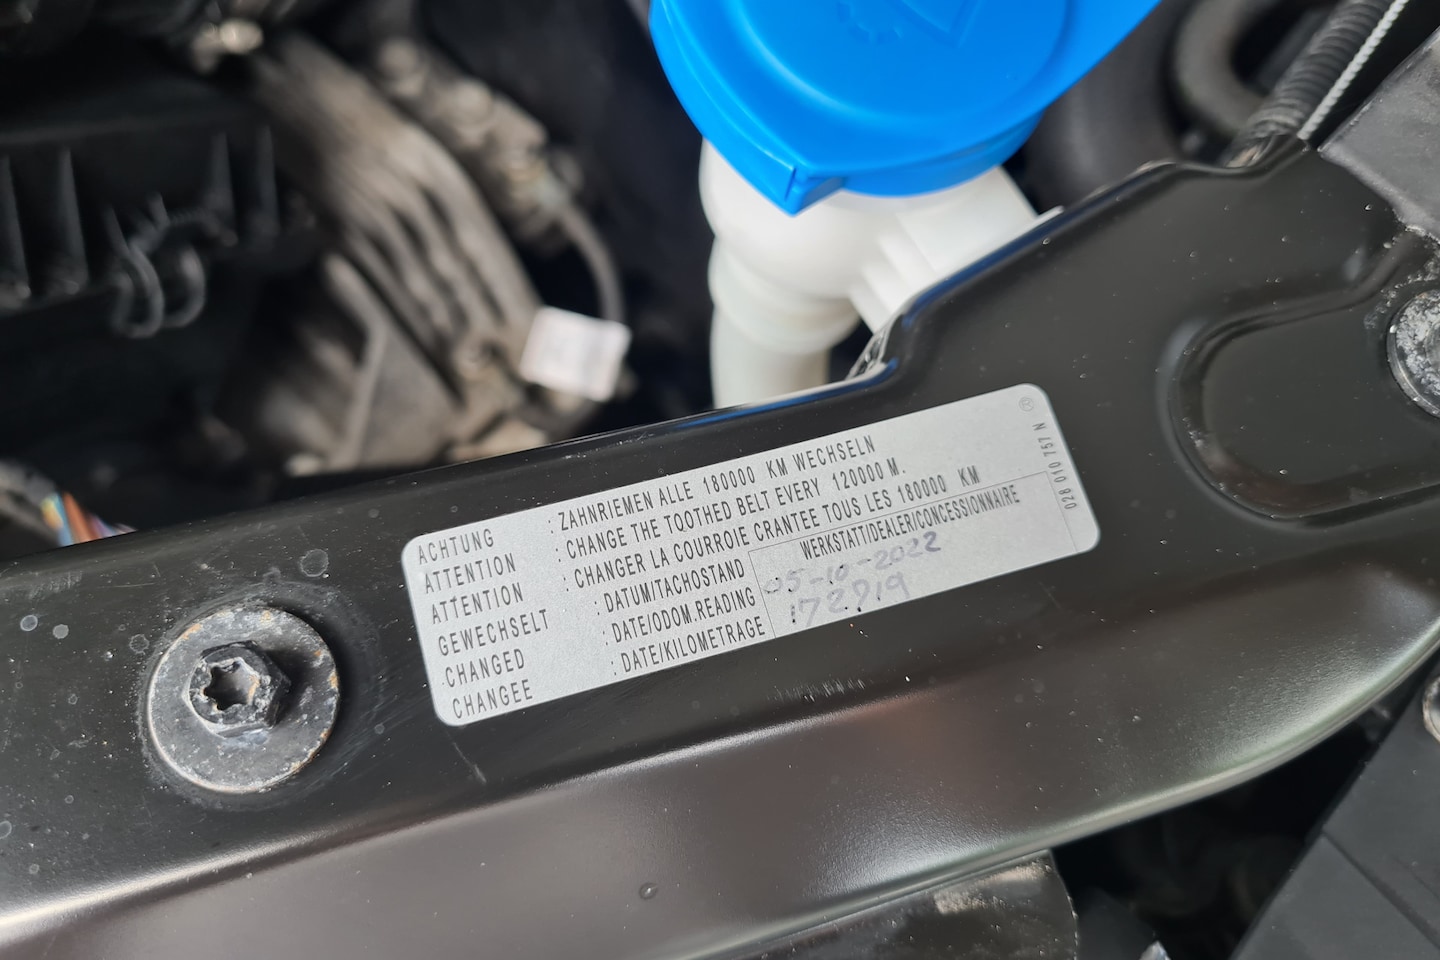 ACHTUNG : ZAHNRIEMEN ALLE 180000 KM WECHSELN
ATTENTION : CHANGE THE TOOTHED BELT EVERY 120000 M.
ATTENTION : CHANGER LA COURROIE CRANTEE TOUS LES 180000 KM
GEWECHSELT : DATUM/TACHOSTAND
CHANGED : DATE/ODOM.READING
CHANGEE : DATE/KILOMETRAGE
WERKSTATT/DEALER/CONCESSIONNAIRE
05-10-2022
172719
028 010 757 N ®